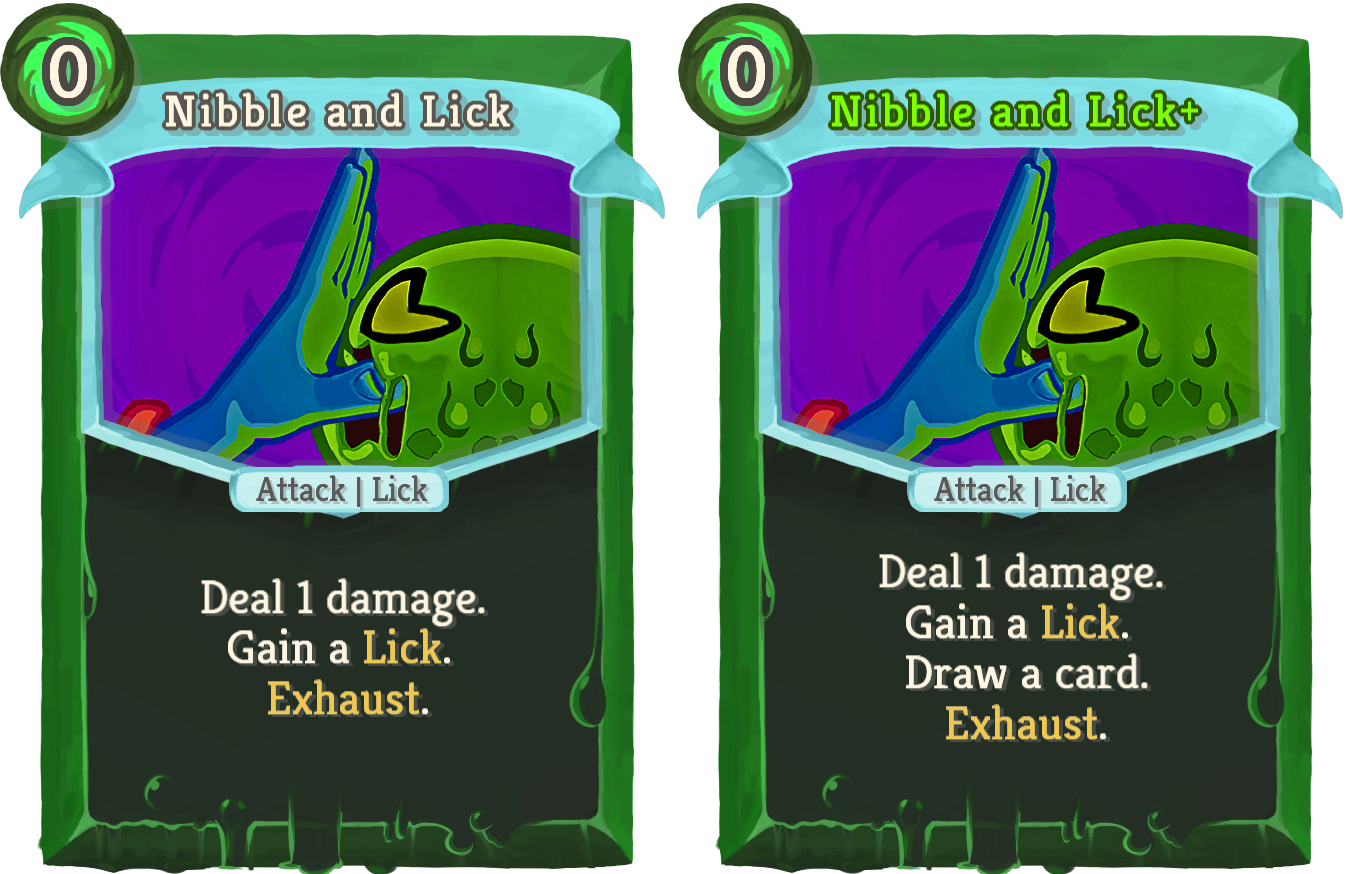 0
Nibble and Lick
Attack | Lick
Deal 1 damage.
Gain a Lick.
Exhaust.
0
Nibble and Lick+
Attack | Lick
Deal 1 damage.
Gain a Lick.
Draw a card.
Exhaust.